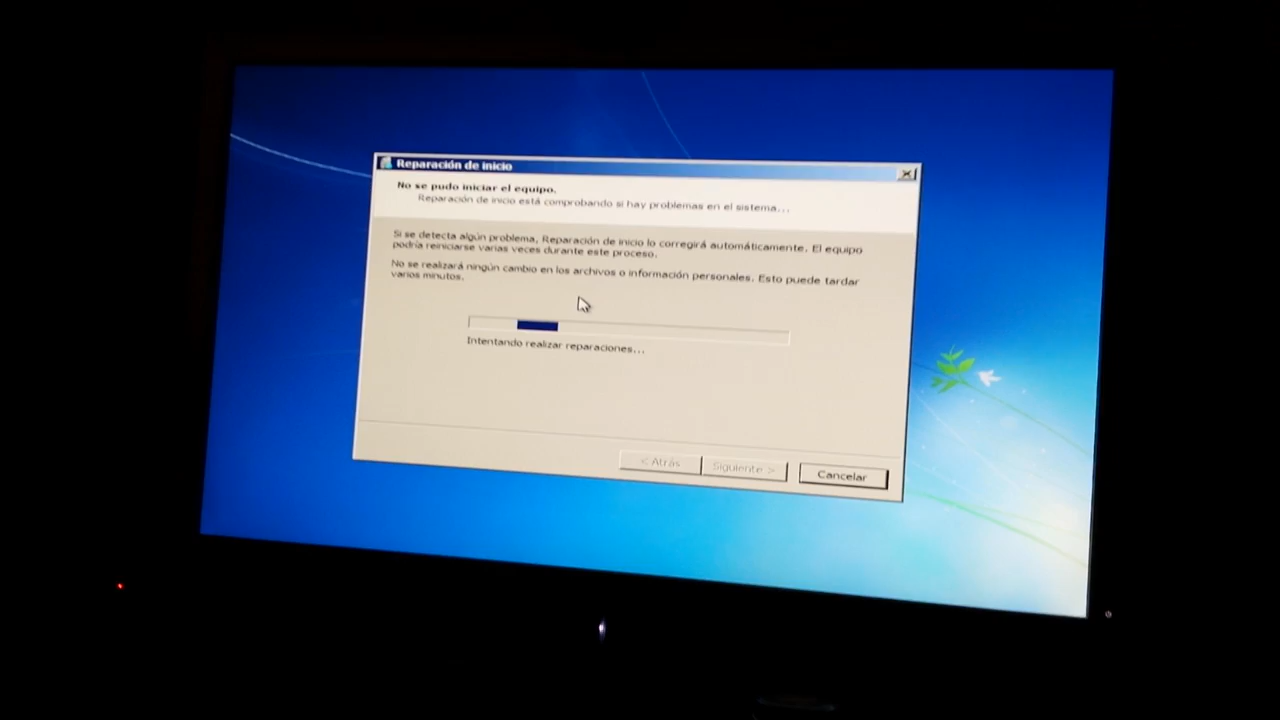 Reparación de inicio
No se pudo iniciar el equipo.
Reparación de inicio está comprobando si hay problemas en el sistema...
Si se detecta algún problema, Reparación de inicio lo corregirá automáticamente. El equipo
podría reiniciarse varias veces durante este proceso.
No se realizará ningún cambio en los archivos o información personales. Esto puede tardar
varios minutos.
Intentando realizar reparaciones...
< Atrás
Siguiente >
Cancelar